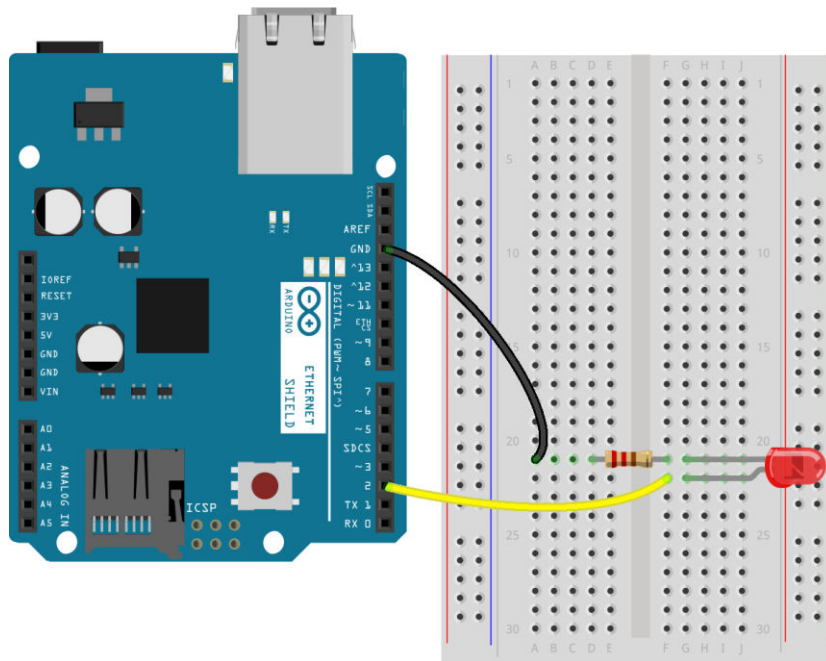 SCL SDA
AREF
GND
^13
^12
~11
ETH CS
~9
8
7
~6
~5
SDCS
~3
2
TX 1
RX 0
RX
TX
IOREF
RESET
3V3
5V
GND
GND
VIN
A0
A1
A2
A3
A4
A5
ANALOG IN
ARDUINO
ETHERNET
SHIELD
DIGITAL (PWM~ SPI^)
ICSP
A B C D E F G H I J
1 1
5 5
10 10
15 15
20 20
25 25
30 30
A B C D E F G H I J